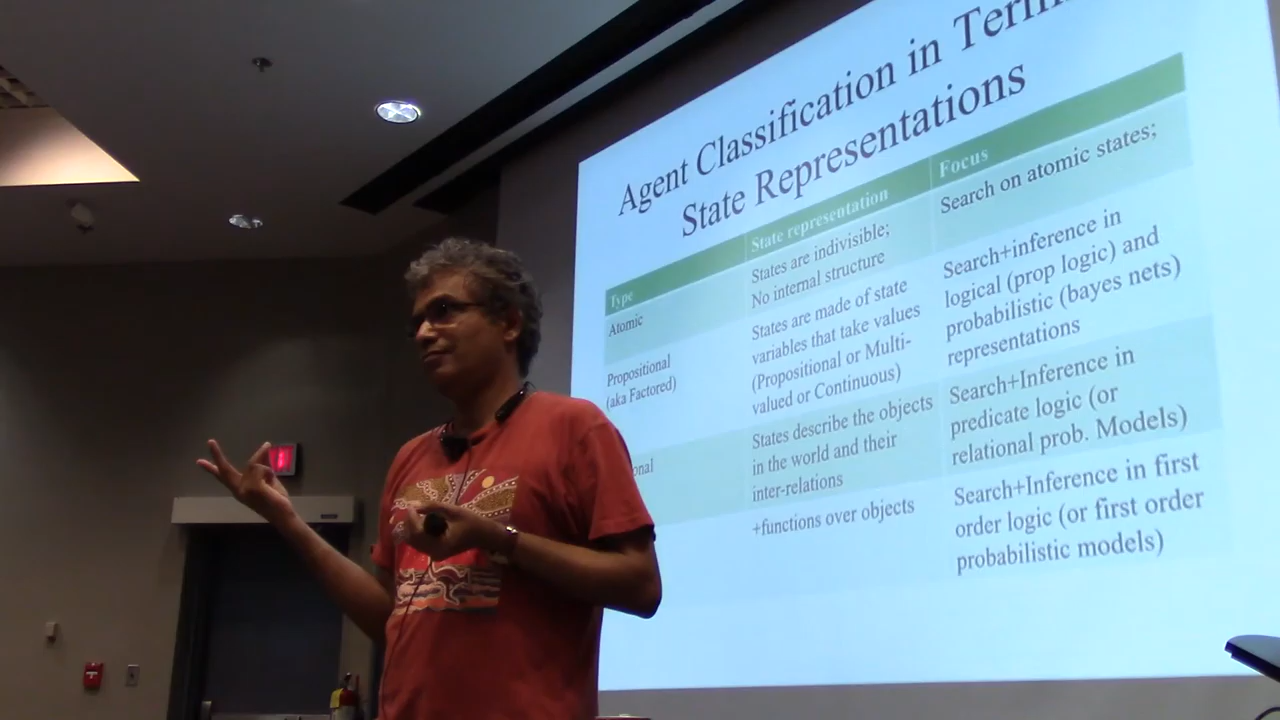 Agent Classification in Term
State Representations
Type
State representation
Focus
Atomic
States are indivisible;
No internal structure
Search on atomic states;
Propositional
(aka Factored)
States are made of state
variables that take values
(Propositional or Multi-
valued or Continuous)
Search+inference in
logical (prop logic) and
probabilistic (bayes nets)
representations
onal
States describe the objects
in the world and their
inter-relations
Search+Inference in
predicate logic (or
relational prob. Models)
+functions over objects
Search+Inference in first
order logic (or first order
probabilistic models)